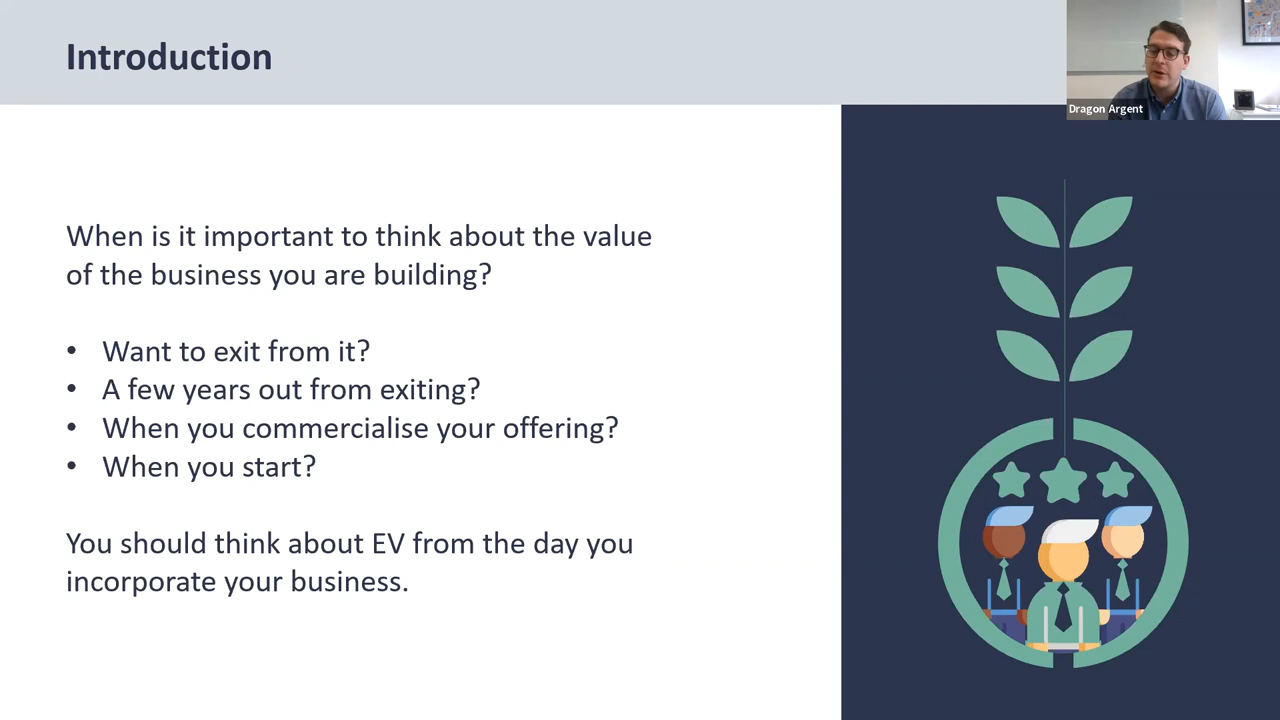 Introduction
Dragon Argent
When is it important to think about the value
of the business you are building?
• Want to exit from it?
• A few years out from exiting?
• When you commercialise your offering?
• When you start?
You should think about EV from the day you
incorporate your business.